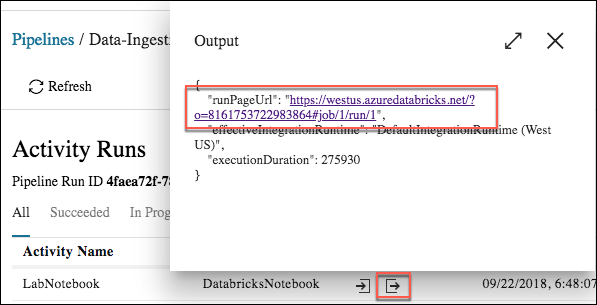 Pipelines / Data-Ingesti
Refresh
Activity Runs
Pipeline Run ID 4faea72f-78
All Succeeded In Prog
Activity Name
LabNotebook DatabricksNotebook 09/22/2018, 6:48:07
Output
{
"runPageUrl": "https://westus.azuredatabricks.net/?
o=8161753722983864#job/1/run/1",
"effectiveIntegrationRuntime": "DefaultIntegrationRuntime (West
US)",
"executionDuration": 275930
}